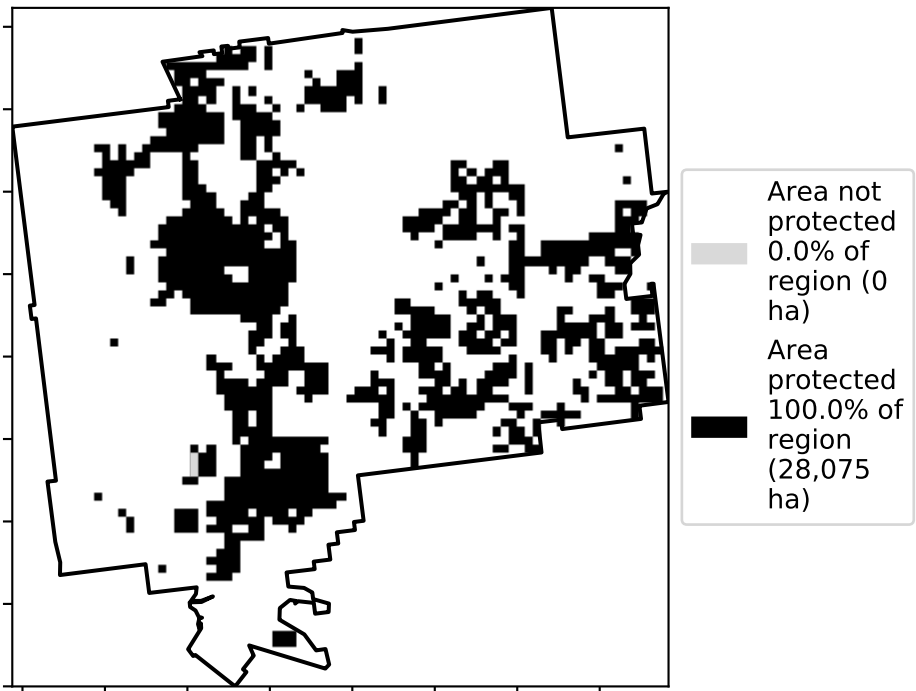 Area not
protected
0.0% of
region (0
ha)
Area
protected
100.0% of
region
(28,075
ha)